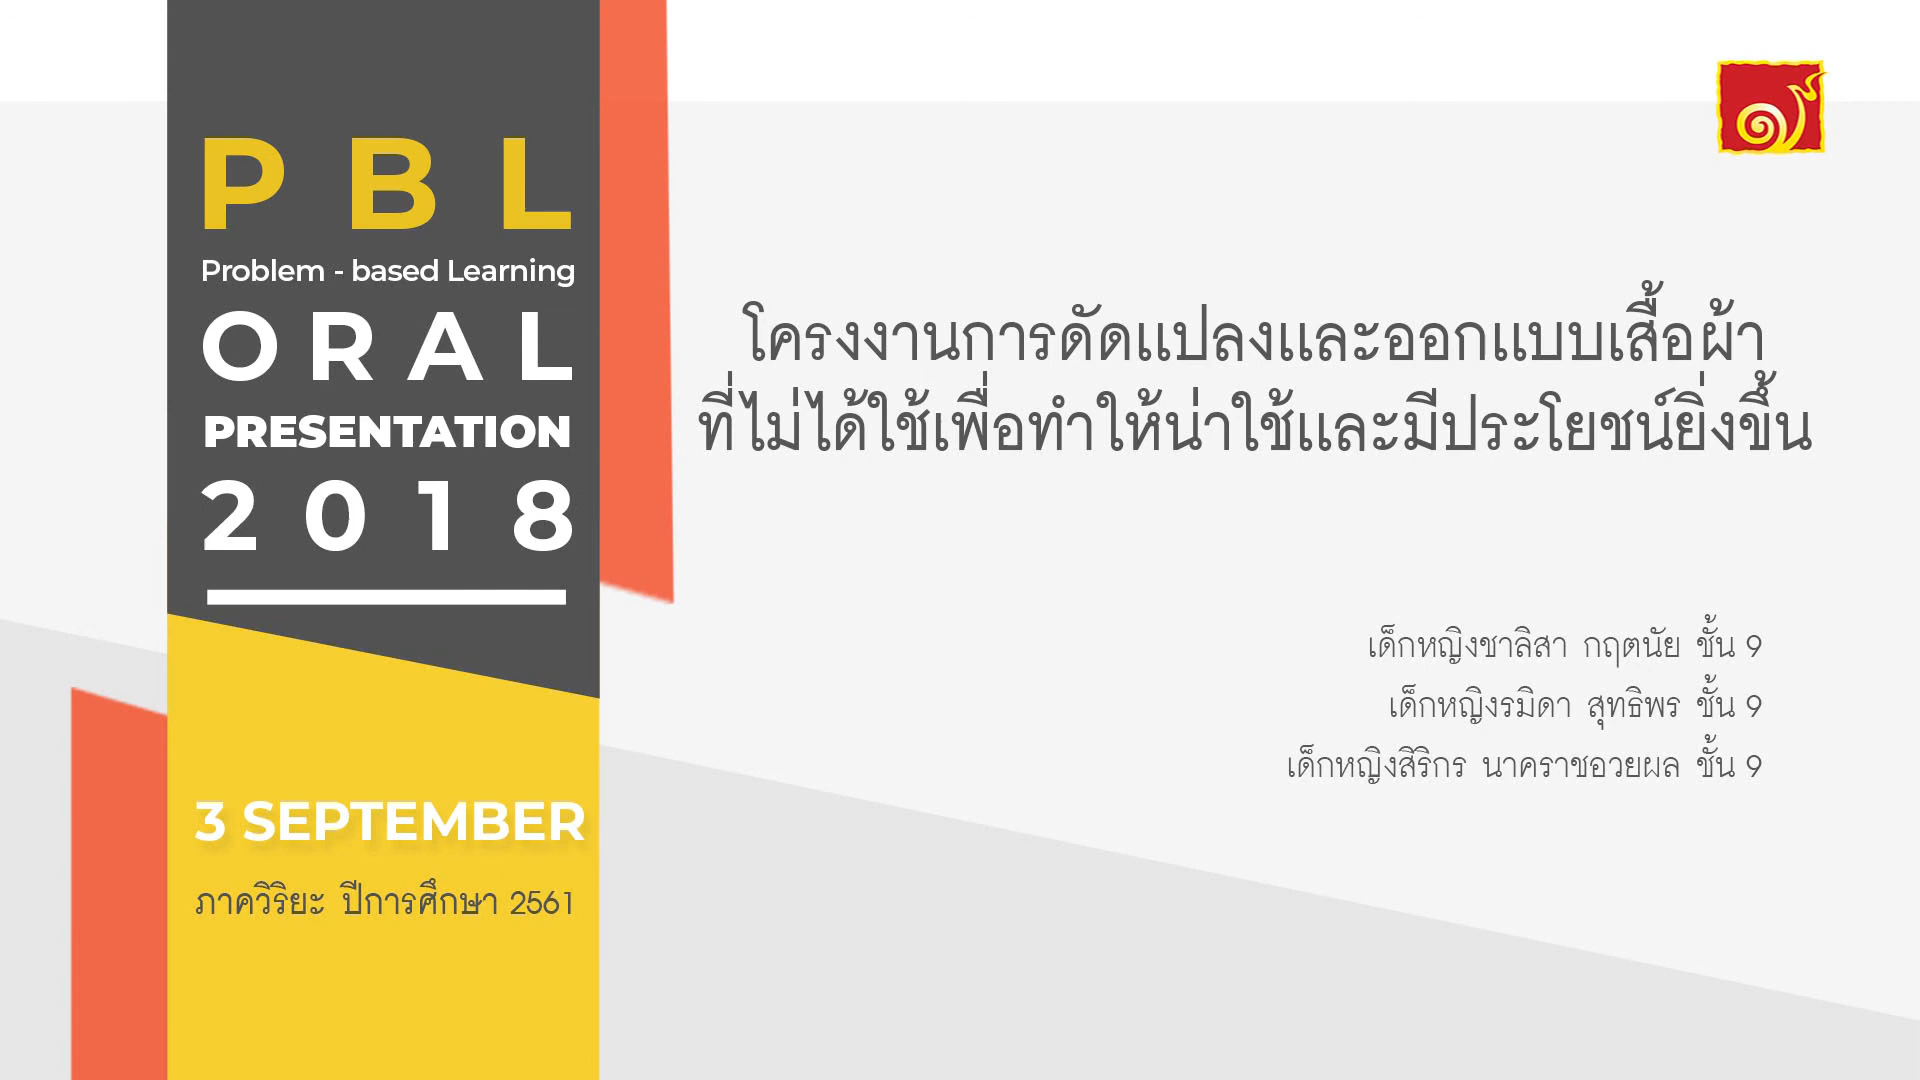 P B L
Problem - based Learning
ORAL
PRESENTATION
2018
3 SEPTEMBER
ภาควิริยะ ปีการศึกษา 2561
โครงงานการดัดแปลงและออกแบบเสื้อผ้า
ที่ไม่ได้ใช้เพื่อทำให้น่าใช้และมีประโยชน์ยิ่งขึ้น
เด็กหญิงชาลิสา กฤตนัย ชั้น 9
เด็กหญิงรมิดา สุทธิพร ชั้น 9
เด็กหญิงสิริกร นาคราชอวยผล ชั้น 9